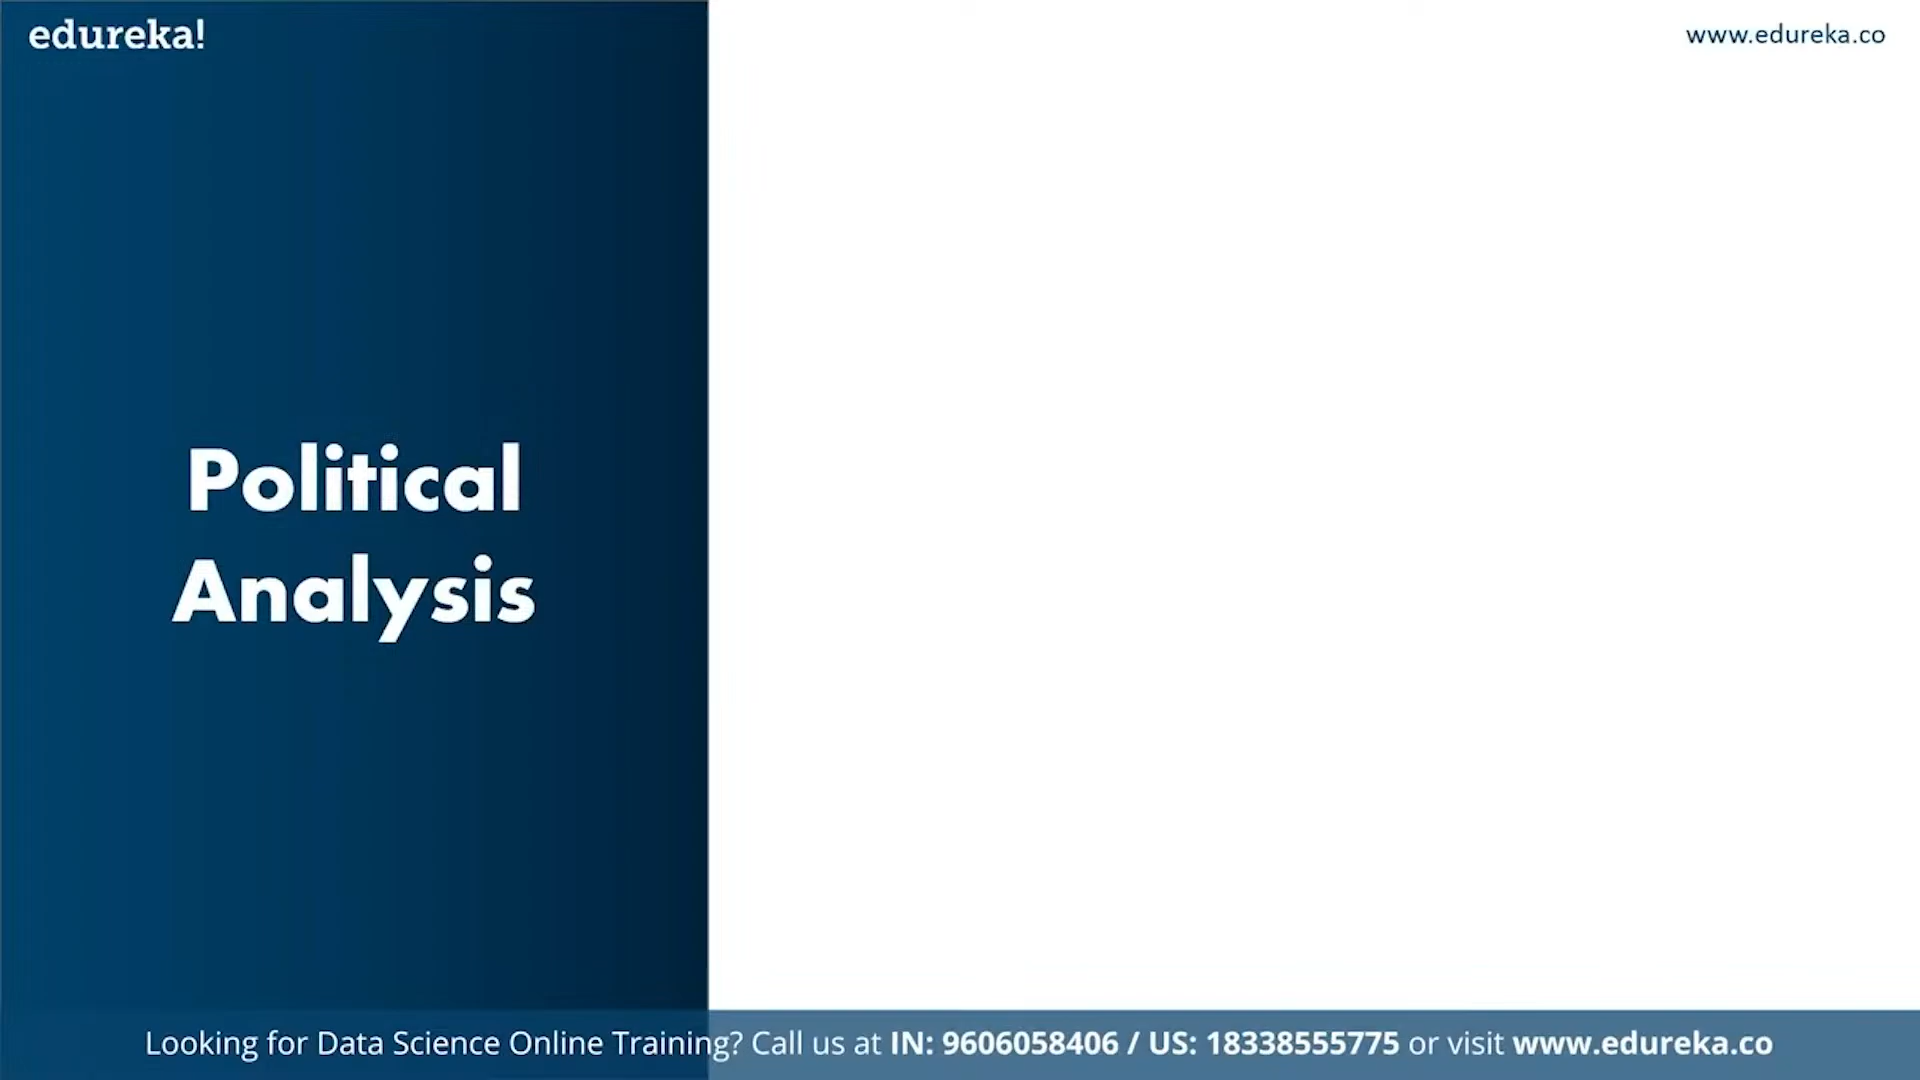 edureka!
www.edureka.co
Political
Analysis
Looking for Data Science Online Training? Call us at IN: 9606058406 / US: 18338555775 or visit www.edureka.co